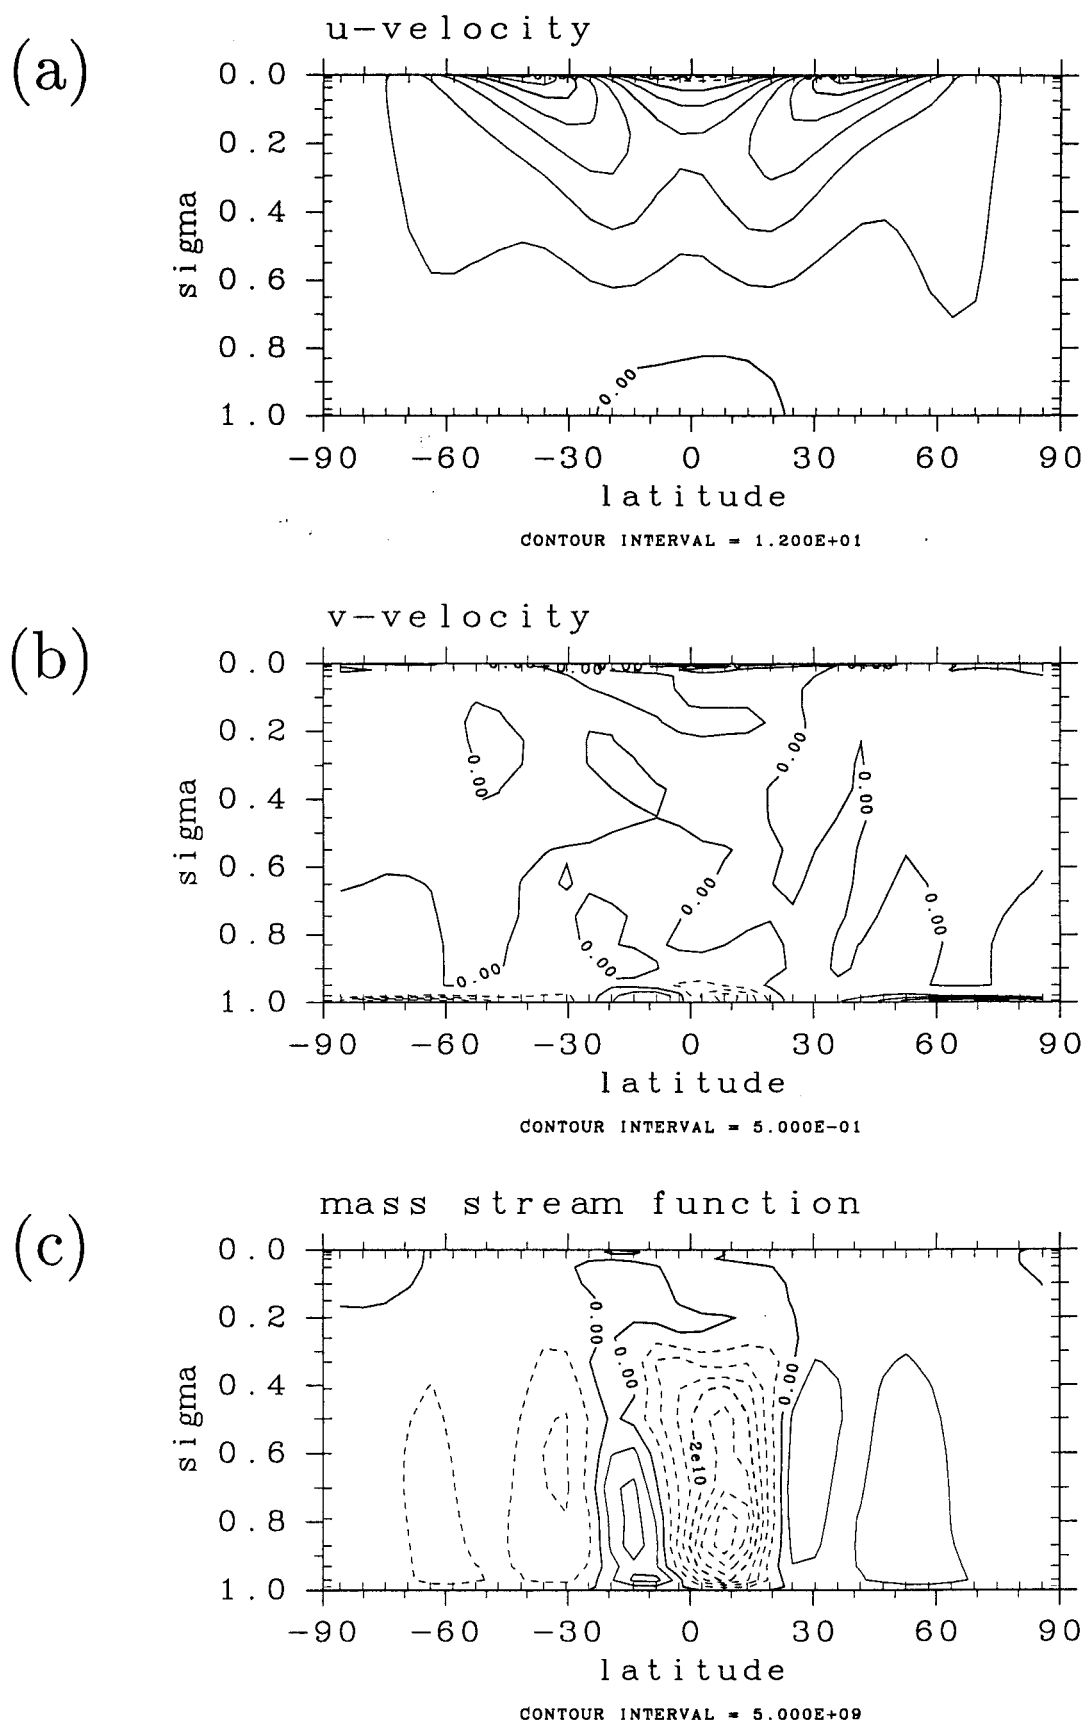 (a)
u-velocity
0.0
0.2
0.4
0.6
0.8
1.0
sigma
0.00
-90 -60 -30 0 30 60 90
latitude
CONTOUR INTERVAL = 1.200E+01
(b)
v-velocity
0.0
0.2
0.4
0.6
0.8
1.0
sigma
0.00
0.00
0.00
0.00
0.00
0.00
0.00
0.00
0.00
-90 -60 -30 0 30 60 90
latitude
CONTOUR INTERVAL = 5.000E-01
(c)
mass stream function
0.0
0.2
0.4
0.6
0.8
1.0
sigma
0.00
0.00
0.00
2e10
-90 -60 -30 0 30 60 90
latitude
CONTOUR INTERVAL = 5.000E+09